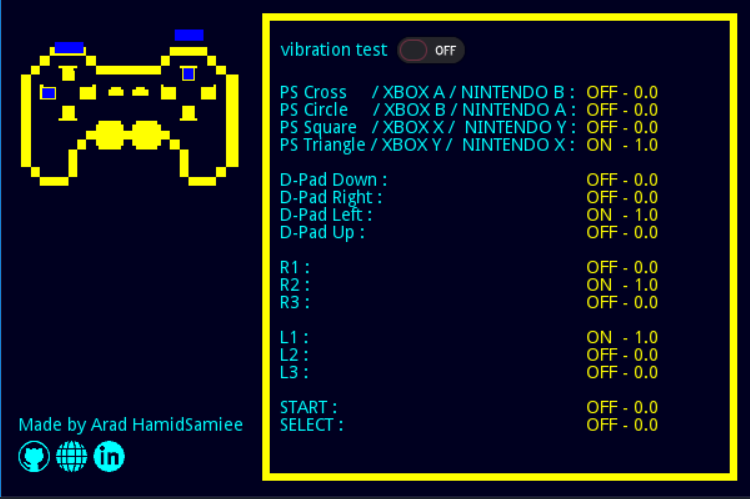 vibration test OFF
PS Cross / XBOX A / NINTENDO B : OFF - 0.0
PS Circle / XBOX B / NINTENDO A : OFF - 0.0
PS Square / XBOX X / NINTENDO Y : OFF - 0.0
PS Triangle / XBOX Y / NINTENDO X : ON - 1.0
D-Pad Down : OFF - 0.0
D-Pad Right : OFF - 0.0
D-Pad Left : ON - 1.0
D-Pad Up : OFF - 0.0
R1 : OFF - 0.0
R2 : ON - 1.0
R3 : OFF - 0.0
L1 : ON - 1.0
L2 : OFF - 0.0
L3 : OFF - 0.0
START : OFF - 0.0
SELECT : OFF - 0.0
Made by Arad HamidSamiee
in